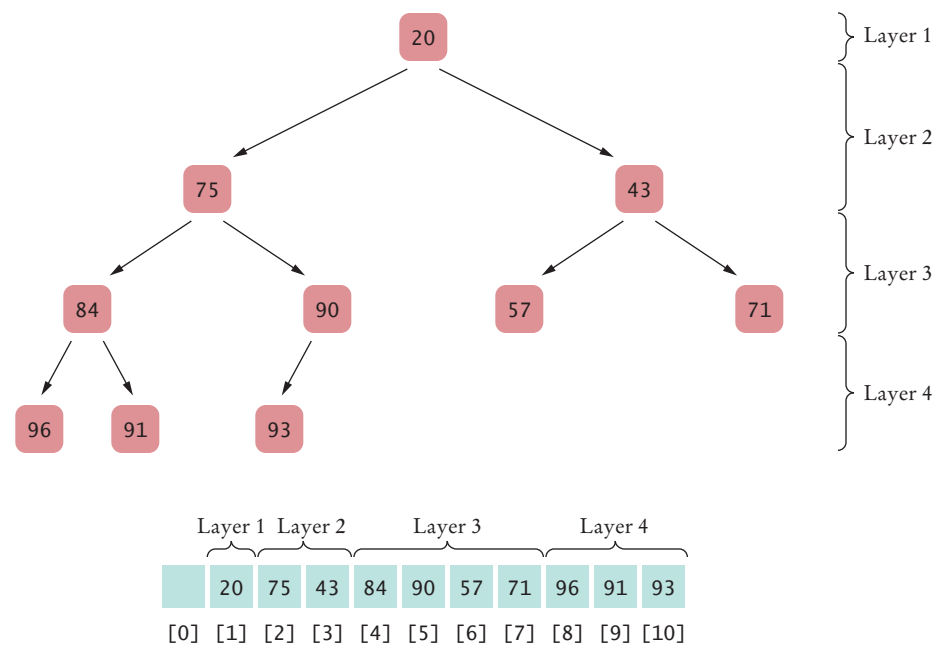 20
Layer 1
75 43
Layer 2
84 90 57 71
Layer 3
96 91 93
Layer 4
Layer 1 Layer 2 Layer 3 Layer 4
20 75 43 84 90 57 71 96 91 93
[0] [1] [2] [3] [4] [5] [6] [7] [8] [9] [10]